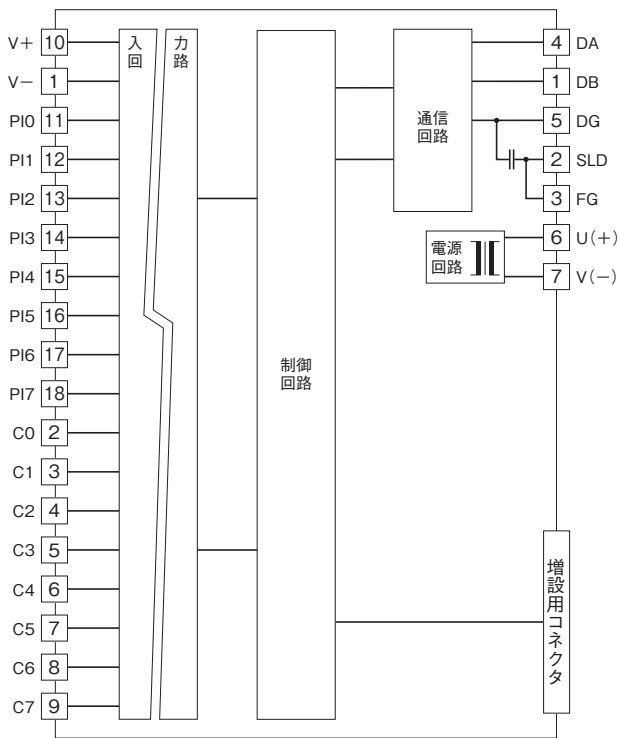 V+ 10
V− 1
PI0 11
PI1 12
PI2 13
PI3 14
PI4 15
PI5 16
PI6 17
PI7 18
C0 2
C1 3
C2 4
C3 5
C4 6
C5 7
C6 8
C7 9
入力
回路
制御
回路
通信
回路
4 DA
1 DB
5 DG
2 SLD
3 FG
電源
回路
6 U(+)
7 V(−)
増設用コネクタ